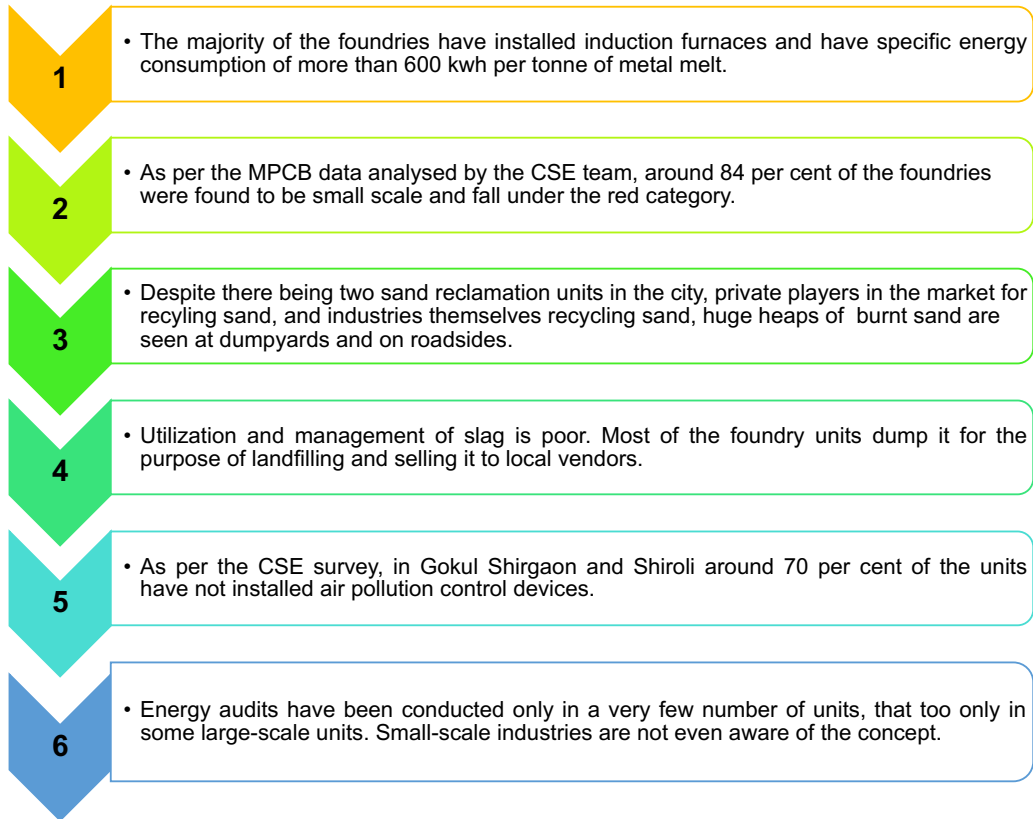 1
• The majority of the foundries have installed induction furnaces and have specific energy
consumption of more than 600 kwh per tonne of metal melt.
2
• As per the MPCB data analysed by the CSE team, around 84 per cent of the foundries
were found to be small scale and fall under the red category.
3
• Despite there being two sand reclamation units in the city, private players in the market for
recyling sand, and industries themselves recycling sand, huge heaps of burnt sand are
seen at dumpyards and on roadsides.
4
• Utilization and management of slag is poor. Most of the foundry units dump it for the
purpose of landfilling and selling it to local vendors.
5
• As per the CSE survey, in Gokul Shirgaon and Shiroli around 70 per cent of the units
have not installed air pollution control devices.
6
• Energy audits have been conducted only in a very few number of units, that too only in
some large-scale units. Small-scale industries are not even aware of the concept.